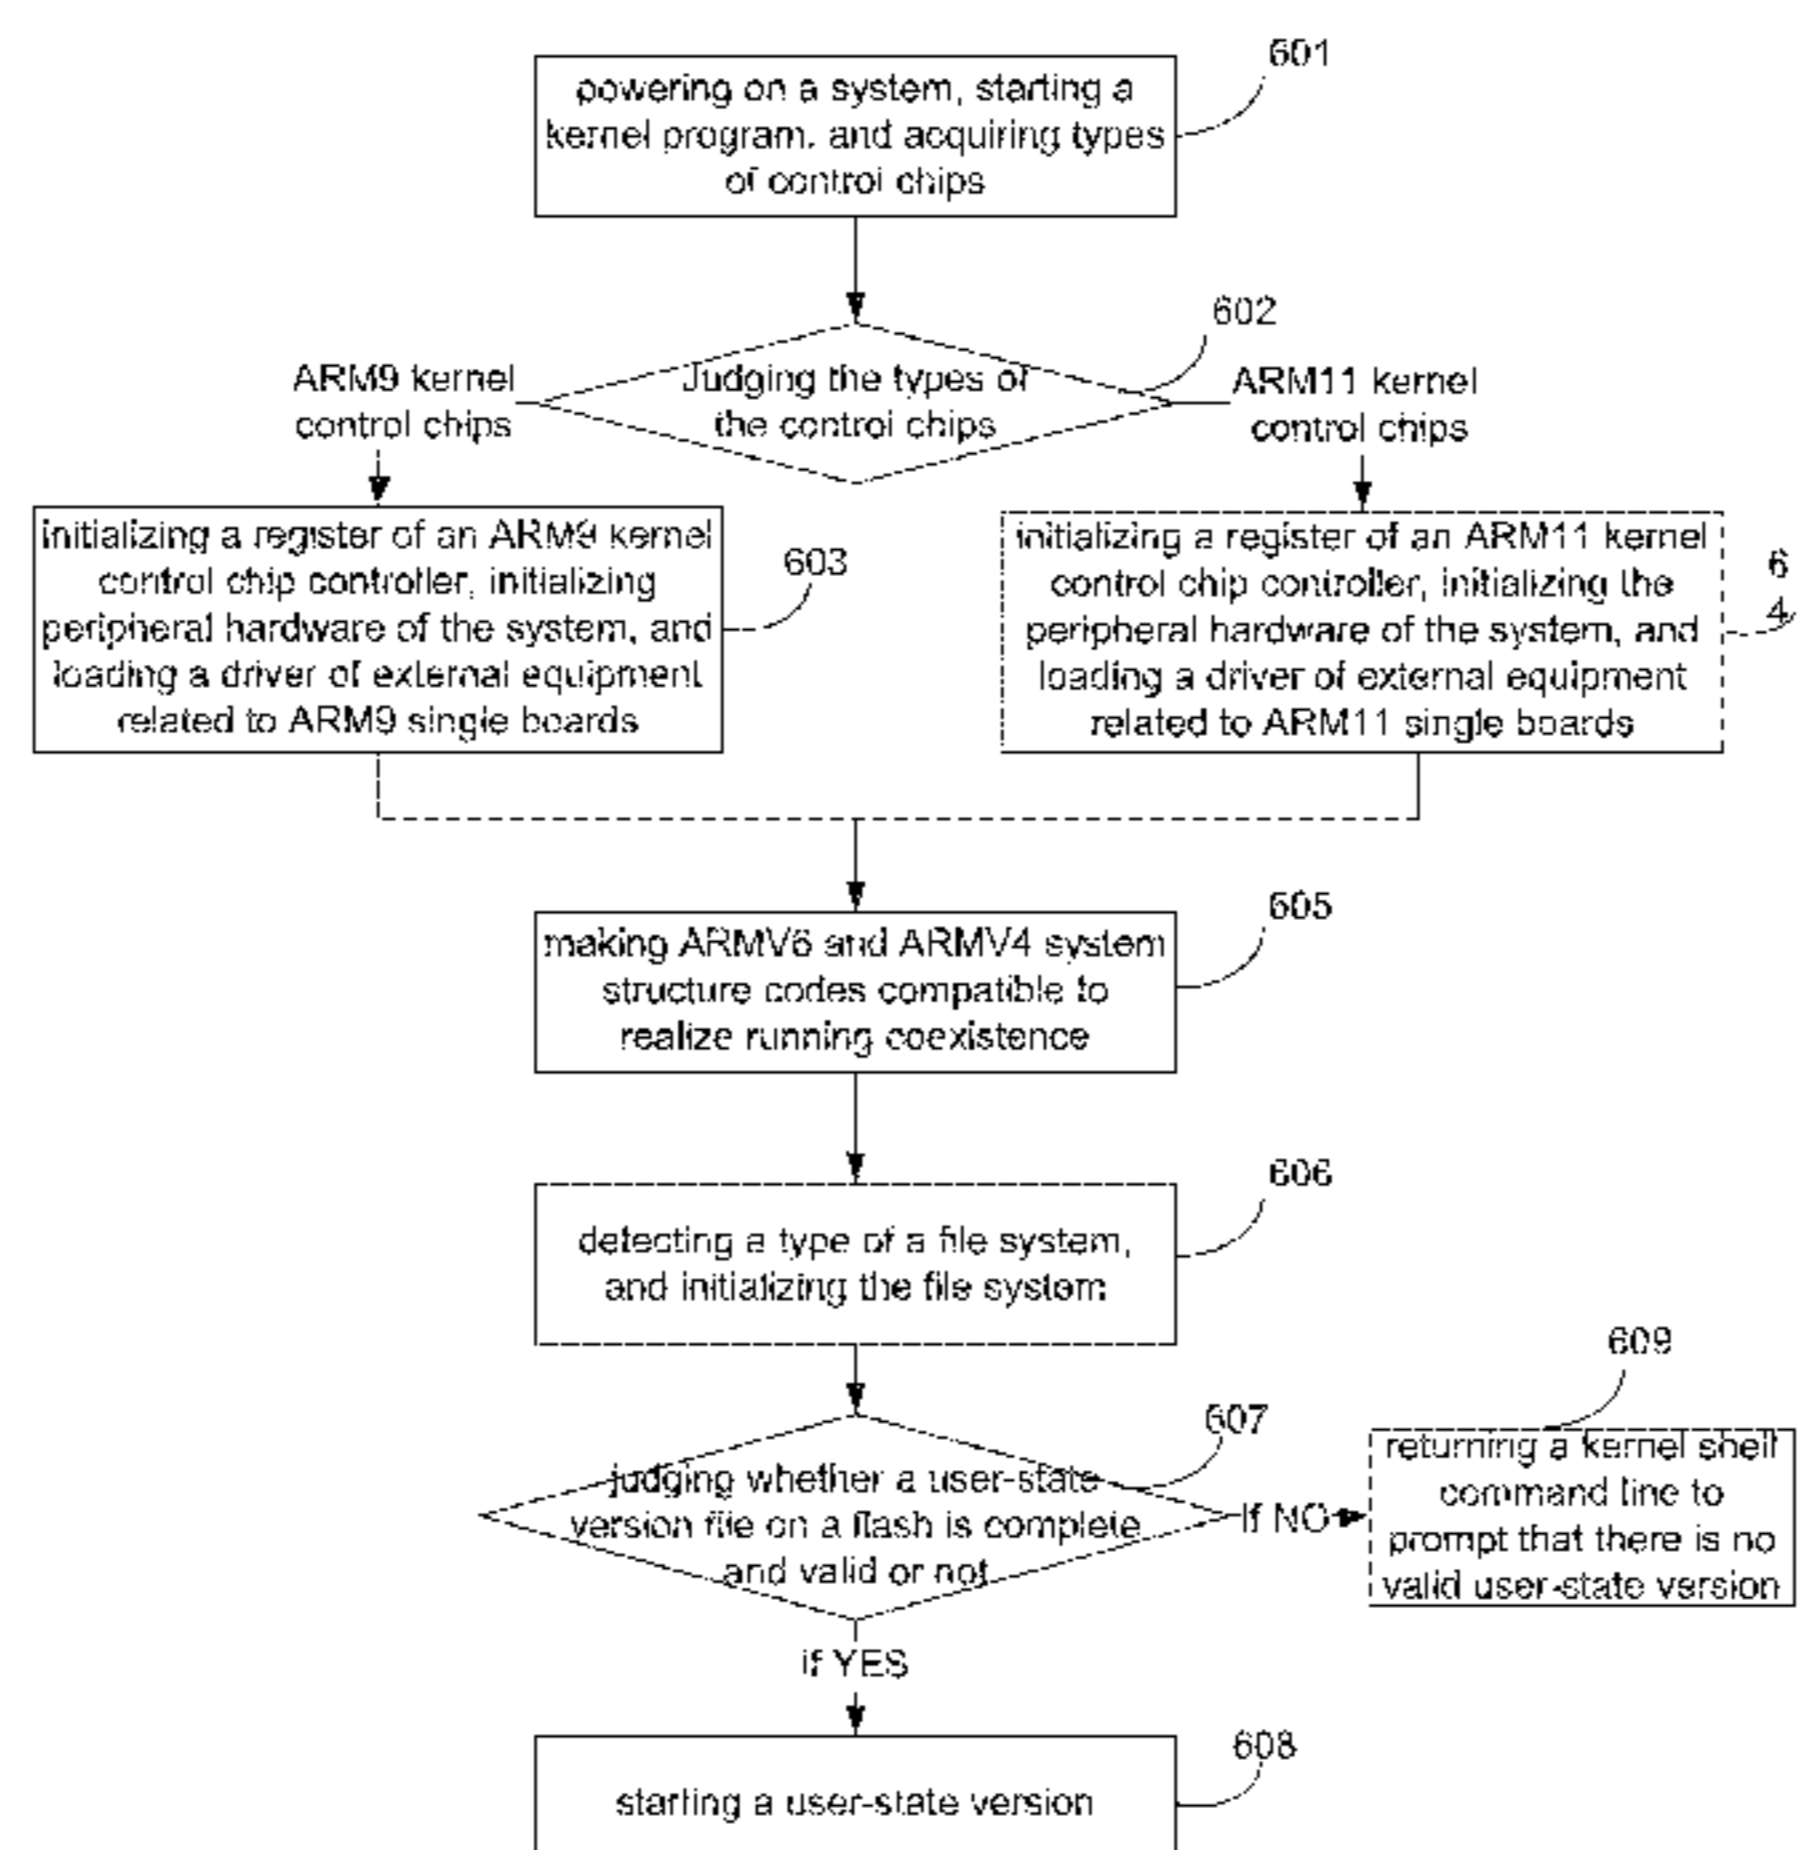 601
powering on a system, starting a
kernel program, and acquiring types
of control chips
602
Judging the types of
the control chips
ARM9 kernel
control chips
ARM11 kernel
control chips
initializing a register of an ARM9 kernel
control chip controller, initializing
peripheral hardware of the system, and
loading a driver of external equipment
related to ARM9 single boards
603
initializing a register of an ARM11 kernel
control chip controller, initializing the
peripheral hardware of the system, and
loading a driver of external equipment
related to ARM11 single boards
6
4
605
making ARMV6 and ARMV4 system
structure codes compatible to
realize running coexistence
606
detecting a type of a file system,
and initializing the file system
607
judging whether a user-state
version file on a flash is complete
and valid or not
If NO
609
returning a kernel shell
command line to
prompt that there is no
valid user-state version
if YES
608
starting a user-state version